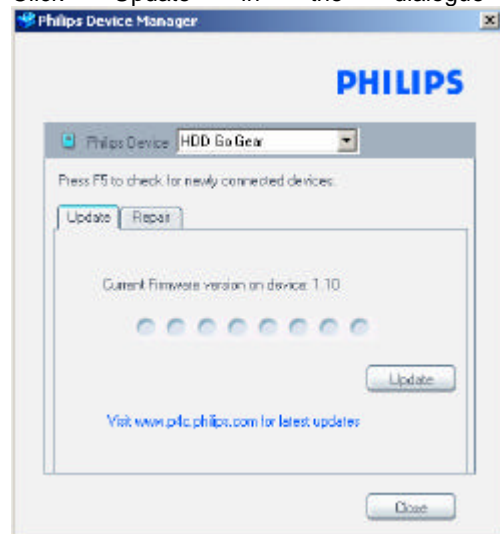 Click Update in the dialogue
Philips Device Manager
PHILIPS
Philips Device HDD Go Gear
Press F5 to check for newly connected devices.
Update Repair
Current Firmware version on device: 1.10
Update
Visit www.p4c.philips.com for latest updates
Close